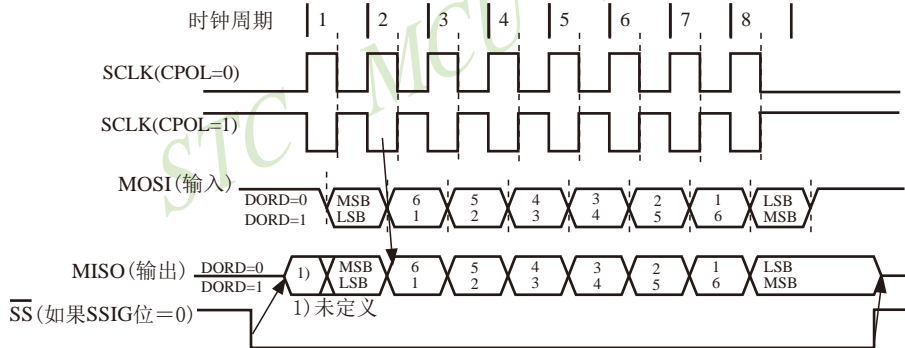 时钟周期 1 2 3 4 5 6 7 8
SCLK(CPOL=0)
SCLK(CPOL=1)
STC MCU
MOSI(输入)
DORD=0 MSB 6 5 4 3 2 1 LSB
DORD=1 LSB 1 2 3 4 5 6 MSB
MISO(输出)
DORD=0 1) MSB 6 5 4 3 2 1 LSB
DORD=1 LSB 1 2 3 4 5 6 MSB
1)未定义
SS(如果SSIG位=0)